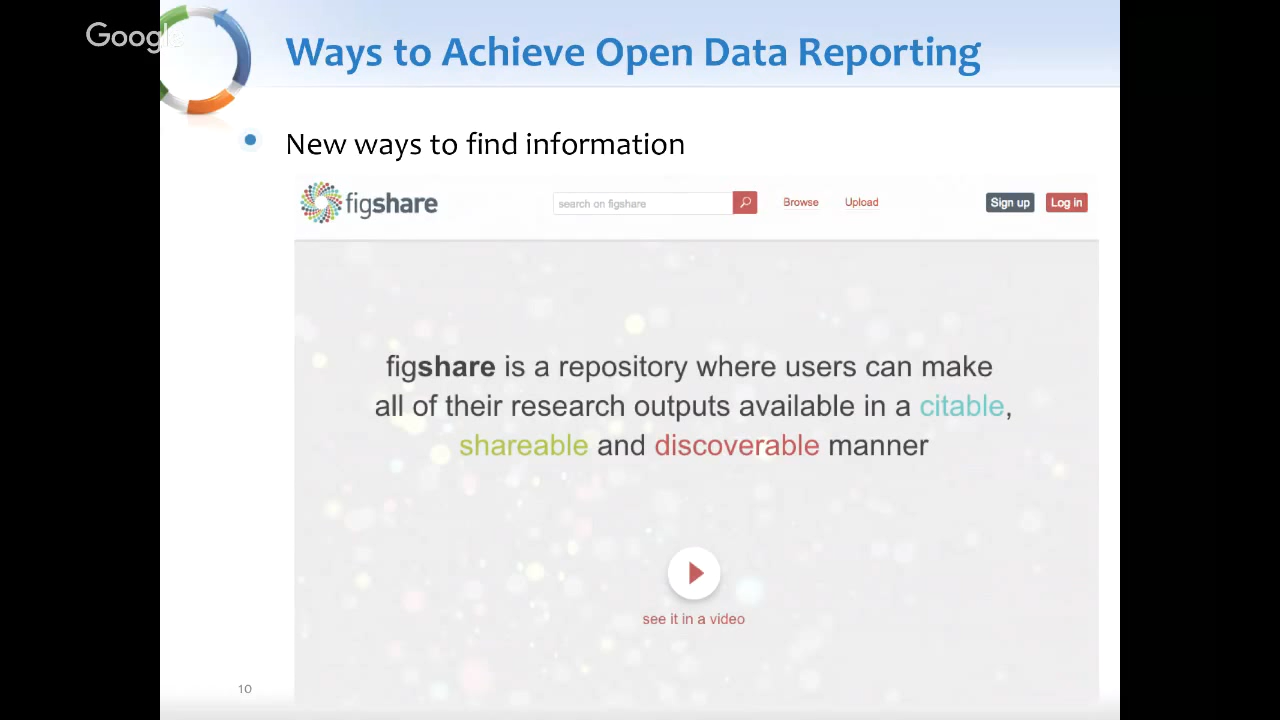 Google
Ways to Achieve Open Data Reporting
New ways to find information
figshare
search on figshare
Browse
Upload
Sign up
Log in
figshare is a repository where users can make
all of their research outputs available in a citable,
shareable and discoverable manner
see it in a video
10